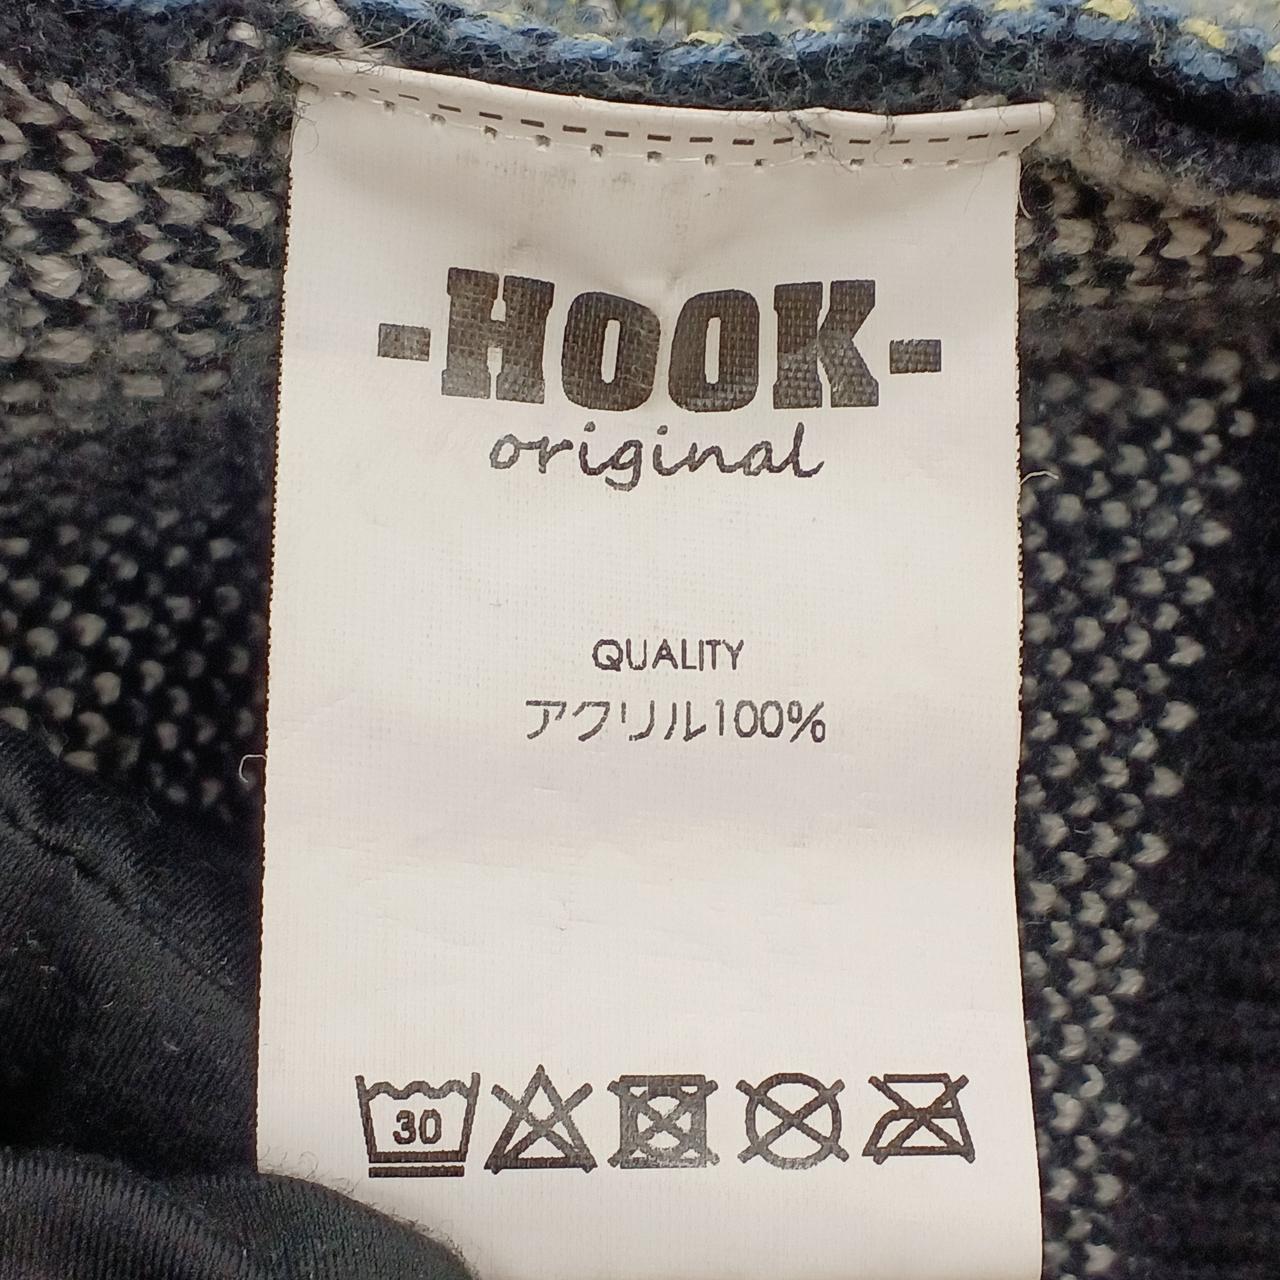 -HOOK-
original
QUALITY
アクリル100%
30